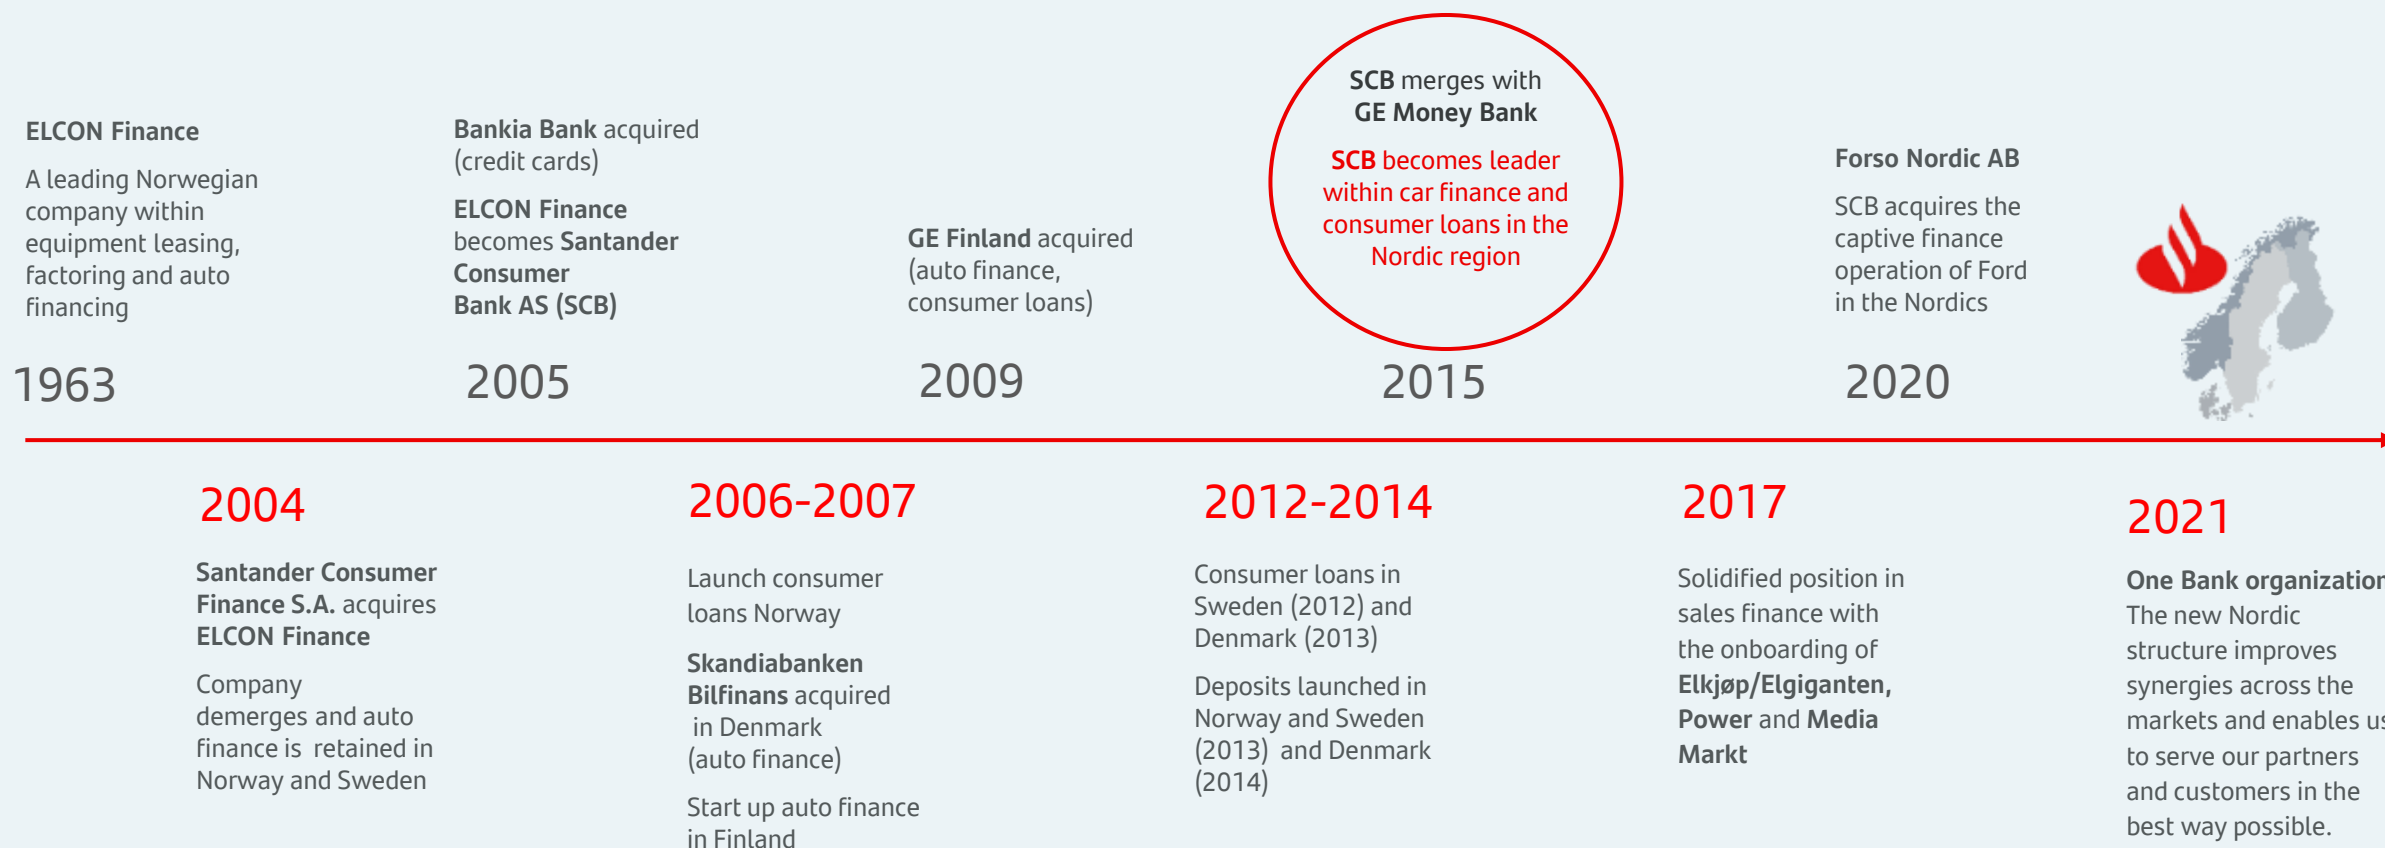 ELCON Finance
A leading Norwegian
company within
equipment leasing,
factoring and auto
financing
1963
Bankia Bank acquired
(credit cards)
ELCON Finance
becomes Santander
Consumer
Bank AS (SCB)
2005
GE Finland acquired
(auto finance,
consumer loans)
2009
SCB merges with
GE Money Bank
SCB becomes leader
within car finance and
consumer loans in the
Nordic region
2015
Forso Nordic AB
SCB acquires the
captive finance
operation of Ford
in the Nordics
2020
2004
Santander Consumer
Finance S.A. acquires
ELCON Finance
Company
demerges and auto
finance is retained in
Norway and Sweden
2006-2007
Launch consumer
loans Norway
Skandiabanken
Bilfinans acquired
in Denmark
(auto finance)
Start up auto finance
in Finland
2012-2014
Consumer loans in
Sweden (2012) and
Denmark (2013)
Deposits launched in
Norway and Sweden
(2013) and Denmark
(2014)
2017
Solidified position in
sales finance with
the onboarding of
Elkjøp/Elgiganten,
Power and Media
Markt
2021
One Bank organization
The new Nordic
structure improves
synergies across the
markets and enables us
to serve our partners
and customers in the
best way possible.